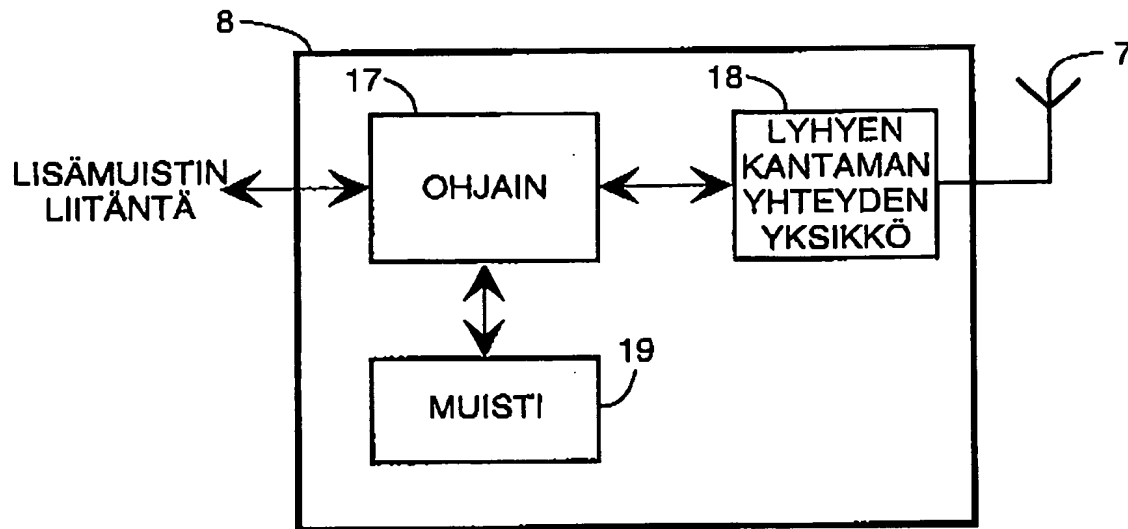 8
17
18
7
LISÄMUISTIN
LIITÄNTÄ
OHJAIN
LYHYEN
KANTAMAN
YHTEYDEN
YKSIKKÖ
19
MUISTI